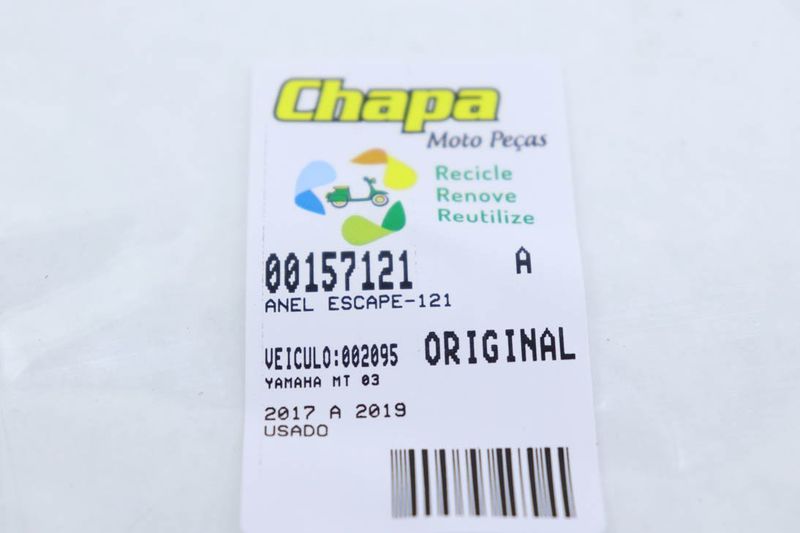 Chapa
Moto Peças
Recicle
Renove
Reutilize
00157121 A
ANEL ESCAPE-121
VEICULO:002095 ORIGINAL
YAMAHA MT 03
2017 A 2019
USADO